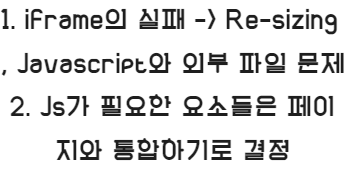 1. iFrame의 실패 -> Re-sizing
, Javascript와 외부 파일 문제
2. Js가 필요한 요소들은 페이
지와 통합하기로 결정